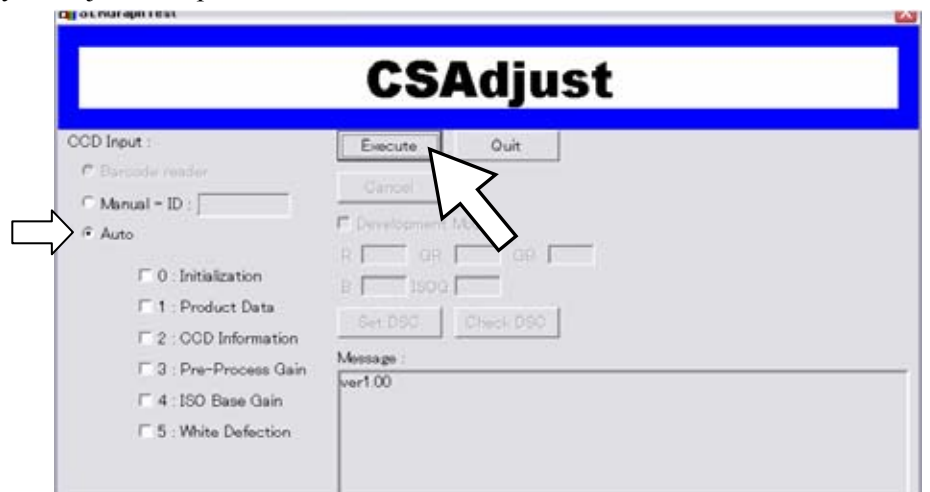 CSAdjust
CCD Input :
Execute
Quit
Barcode reader
Cancel
Manual - ID :
Auto
Development
R
GR
GB
B
ISOG
Set DSC
Check DSC
0 : Initialization
1 : Product Data
2 : CCD Information
3 : Pre-Process Gain
4 : ISO Base Gain
5 : White Defection
Message :
ver1.00